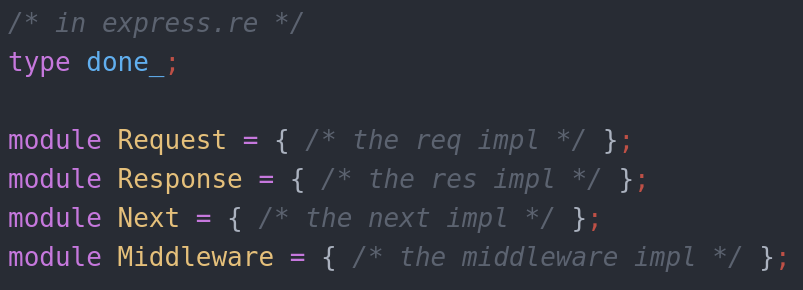 /* in express.re */
type done_;
module Request = { /* the req impl */ };
module Response = { /* the res impl */ };
module Next = { /* the next impl */ };
module Middleware = { /* the middleware impl */ };